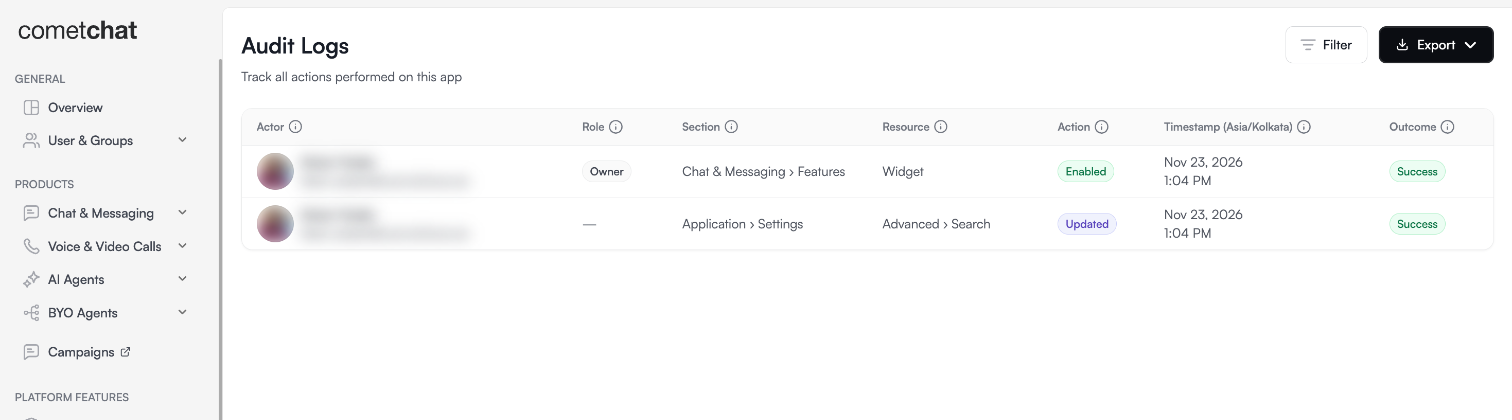 cometchat
GENERAL
Overview
User & Groups
PRODUCTS
Chat & Messaging
Voice & Video Calls
AI Agents
BYO Agents
Campaigns
PLATFORM FEATURES
Audit Logs
Track all actions performed on this app
Filter
Export
Actor Role Section Resource Action Timestamp (Asia/Kolkata) Outcome
Owner Chat & Messaging › Features Widget Enabled Nov 23, 2026 Success
1:04 PM
— Application › Settings Advanced › Search Updated Nov 23, 2026 Success
1:04 PM